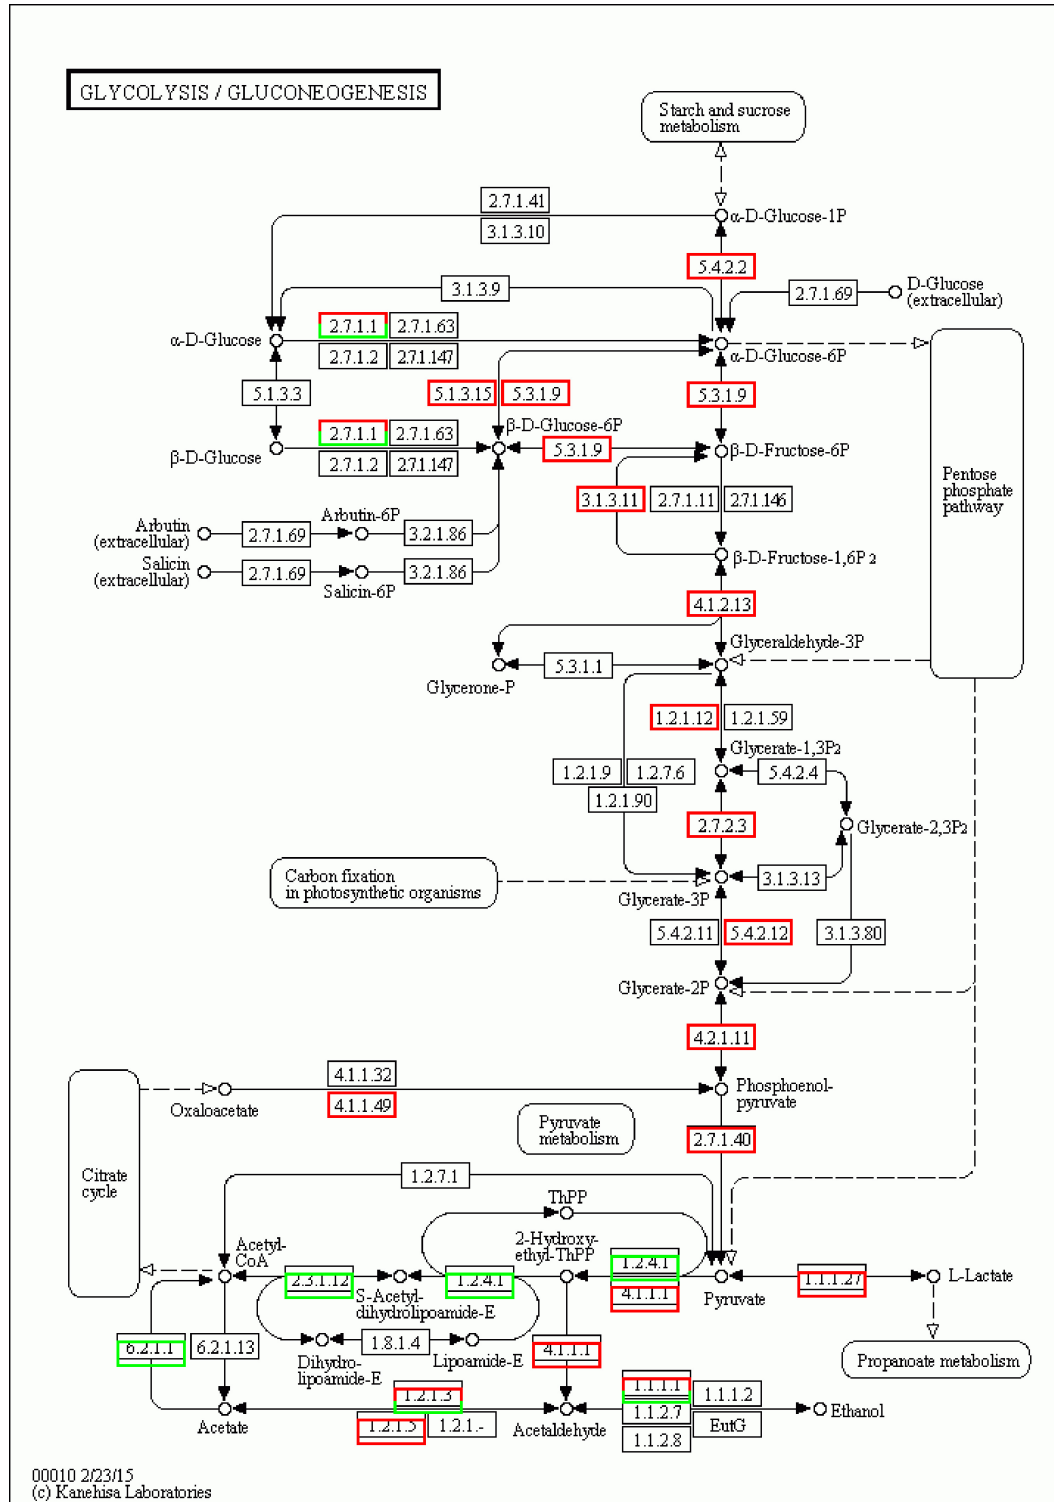 GLYCOLYSIS / GLUCONEOGENESIS
Starch and sucrose
metabolism
2.7.1.41
3.1.3.10
α-D-Glucose-1P
5.4.2.2
3.1.3.9
2.7.1.69
D-Glucose
(extracellular)
2.7.1.1
2.7.1.63
α-D-Glucose
2.7.1.2
2.7.1.147
α-D-Glucose-6P
5.1.3.3
5.1.3.15
5.3.1.9
5.3.1.9
β-D-Glucose-6P
2.7.1.1
2.7.1.63
β-D-Glucose
2.7.1.2
2.7.1.147
5.3.1.9
β-D-Fructose-6P
Pentose
phosphate
pathway
3.1.3.11
2.7.1.11
2.7.1.146
Arbutin
(extracellular)
2.7.1.69
Arbutin-6P
3.2.1.86
Salicin
(extracellular)
2.7.1.69
Salicin-6P
3.2.1.86
β-D-Fructose-1,6P2
4.1.2.13
Glyceraldehyde-3P
5.3.1.1
Glycerone-P
1.2.1.12
1.2.1.59
Glycerate-1,3P2
1.2.1.9
1.2.7.6
5.4.2.4
1.2.1.90
2.7.2.3
Glycerate-2,3P2
Carbon fixation
in photosynthetic organisms
3.1.3.13
Glycerate-3P
5.4.2.11
5.4.2.12
3.1.3.80
Glycerate-2P
4.2.1.11
4.1.1.32
Oxaloacetate
4.1.1.49
Phosphoenol-
pyruvate
Pyruvate
metabolism
2.7.1.40
Citrate
cycle
1.2.7.1
ThPP
2-Hydroxy-
ethyl-ThPP
Acetyl-
CoA
2.3.1.12
1.2.4.1
1.2.4.1
4.1.1.1
Pyruvate
1.1.1.27
L-Lactate
S-Acetyl-
dihydrolipoamide-E
6.2.1.1
6.2.1.13
1.8.1.4
Dihydro-
lipoamide-E
Lipoamide-E
4.1.1.1
Propanoate metabolism
1.2.1.3
1.1.1.1
1.1.1.2
Acetate
1.2.1.5
1.2.1.-
Acetaldehyde
1.1.2.7
EutG
Ethanol
1.1.2.8
00010 2/23/15
(c) Kanehisa Laboratories